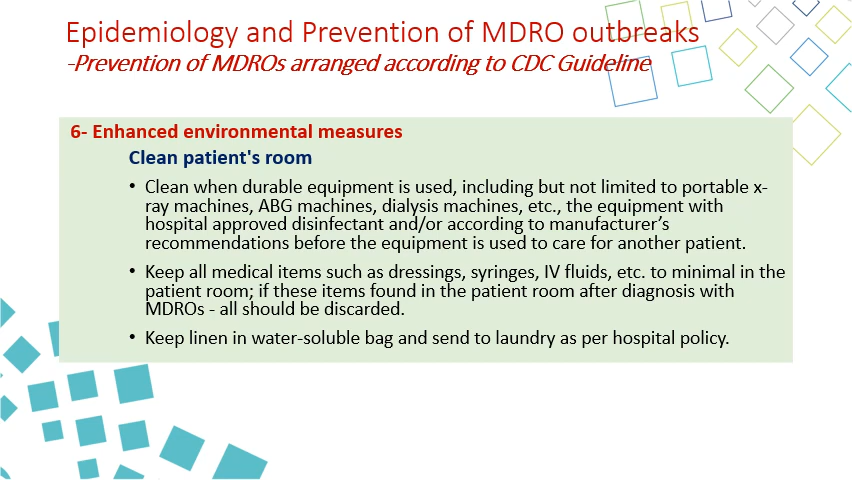 Epidemiology and Prevention of MDRO outbreaks
-Prevention of MDROs arranged according to CDC Guideline
6- Enhanced environmental measures
Clean patient's room
• Clean when durable equipment is used, including but not limited to portable x-
ray machines, ABG machines, dialysis machines, etc., the equipment with
hospital approved disinfectant and/or according to manufacturer’s
recommendations before the equipment is used to care for another patient.
• Keep all medical items such as dressings, syringes, IV fluids, etc. to minimal in the
patient room; if these items found in the patient room after diagnosis with
MDROs - all should be discarded.
• Keep linen in water-soluble bag and send to laundry as per hospital policy.